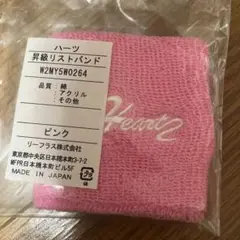 ハーツ
昇級リストバンド
W2MY5W0264
品質：綿
アクリル
その他
ピンク
リーフラス株式会社
東京都中央区日本橋本町3-7-2
MFPR日本橋本町ビル5F
MADE IN JAPAN
Hearts